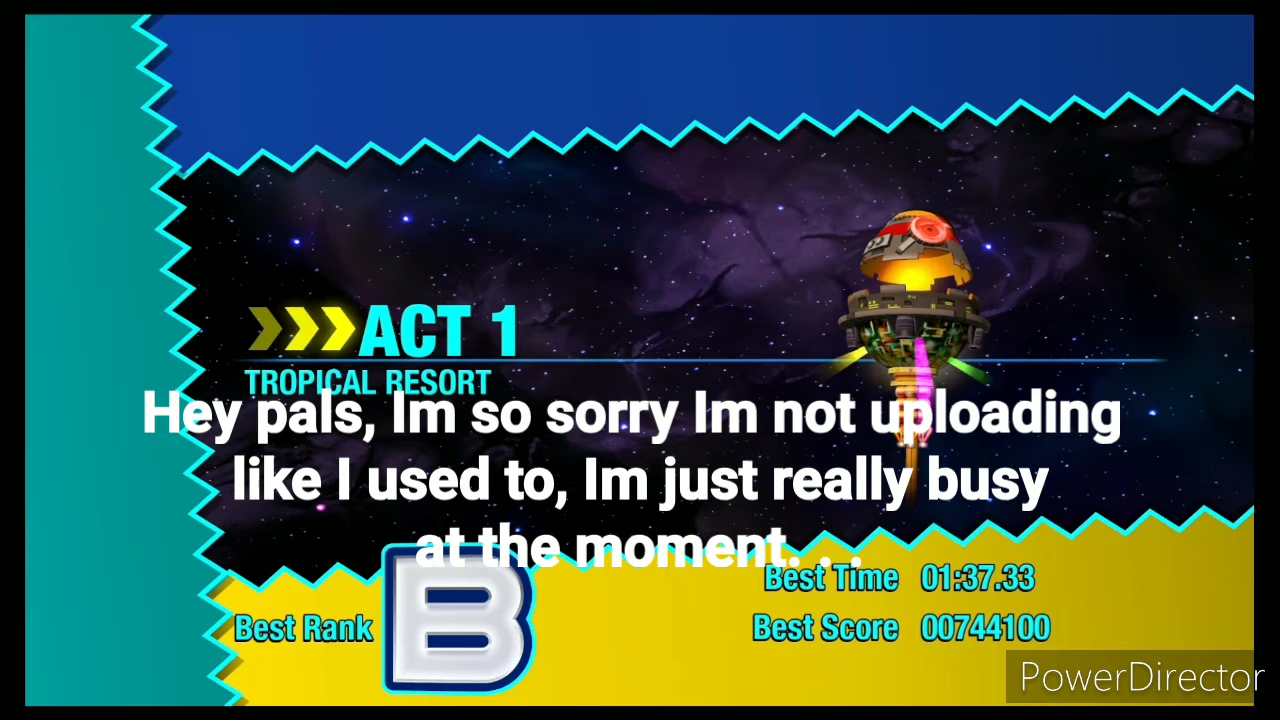 ACT 1
TROPICAL RESORT
Hey pals, Im so sorry Im not uploading
like I used to, Im just really busy
at the moment. . .
Best Time 01:37.33
Best Rank B
Best Score 00744100
PowerDirector